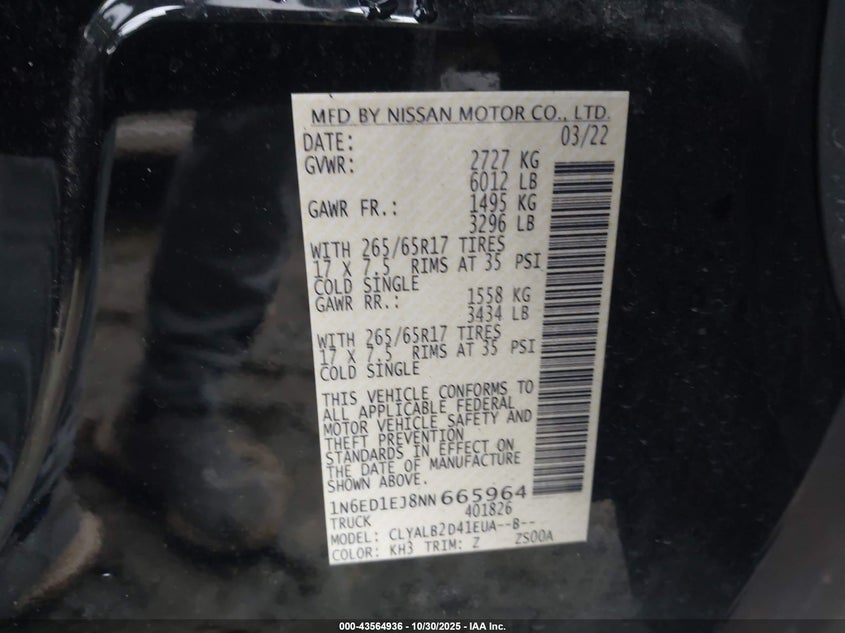 MFD BY NISSAN MOTOR CO., LTD.
DATE: 03/22
GVWR: 2727 KG
6012 LB
GAWR FR.: 1495 KG
3296 LB
WITH 265/65R17 TIRES
17 X 7.5 RIMS AT 35 PSI
COLD SINGLE
GAWR RR.: 1558 KG
3434 LB
WITH 265/65R17 TIRES
17 X 7.5 RIMS AT 35 PSI
COLD SINGLE
THIS VEHICLE CONFORMS TO
ALL APPLICABLE FEDERAL
MOTOR VEHICLE SAFETY AND
THEFT PREVENTION
STANDARDS IN EFFECT ON
THE DATE OF MANUFACTURE
SHOWN ABOVE.
1N6ED1EJ8NN665964
TRUCK 401826
MODEL: CLYALB2D41EUA--B--
COLOR: KH3 TRIM: Z ZS00A
000-43564936 - 10/30/2025 - IAA Inc.